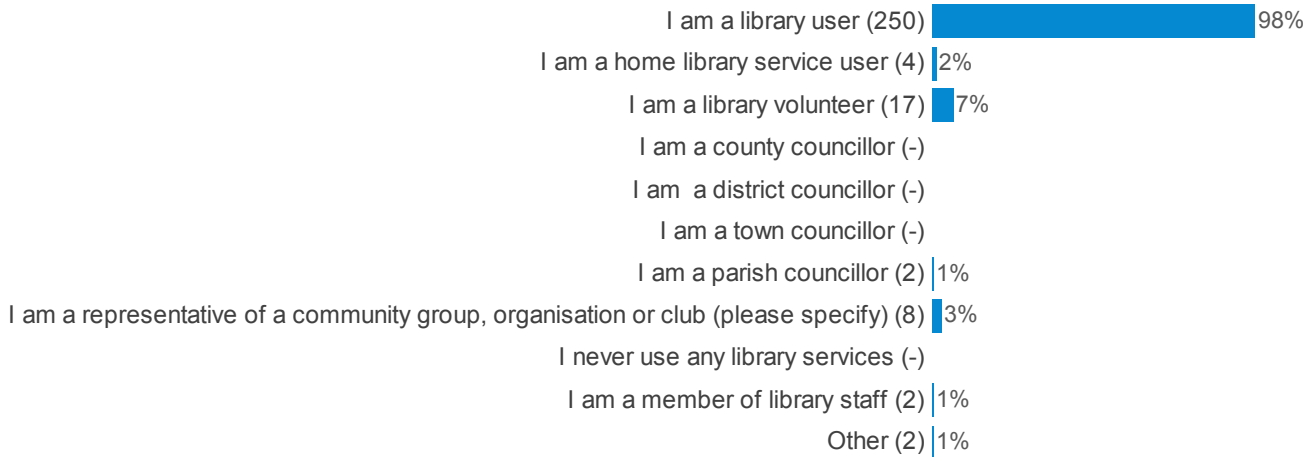 I am a library user (250) 98%
I am a home library service user (4) 2%
I am a library volunteer (17) 7%
I am a county councillor (-)
I am  a district councillor (-)
I am a town councillor (-)
I am a parish councillor (2) 1%
I am a representative of a community group, organisation or club (please specify) (8) 3%
I never use any library services (-)
I am a member of library staff (2) 1%
Other (2) 1%